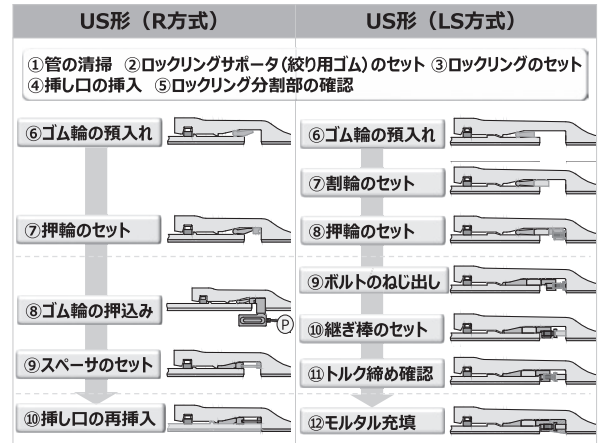 US形（R方式）
US形（LS方式）
①管の清掃 ②ロックリングサポータ（絞り用ゴム）のセット ③ロックリングのセット
④挿し口の挿入 ⑤ロックリング分割部の確認
⑥ゴム輪の預入れ
⑦押輪のセット
⑧ゴム輪の押込み
P
⑨スペーサのセット
⑩挿し口の再挿入
⑥ゴム輪の預入れ
⑦割輪のセット
⑧押輪のセット
⑨ボルトのねじ出し
⑩継ぎ棒のセット
⑪トルク締め確認
⑫モルタル充填